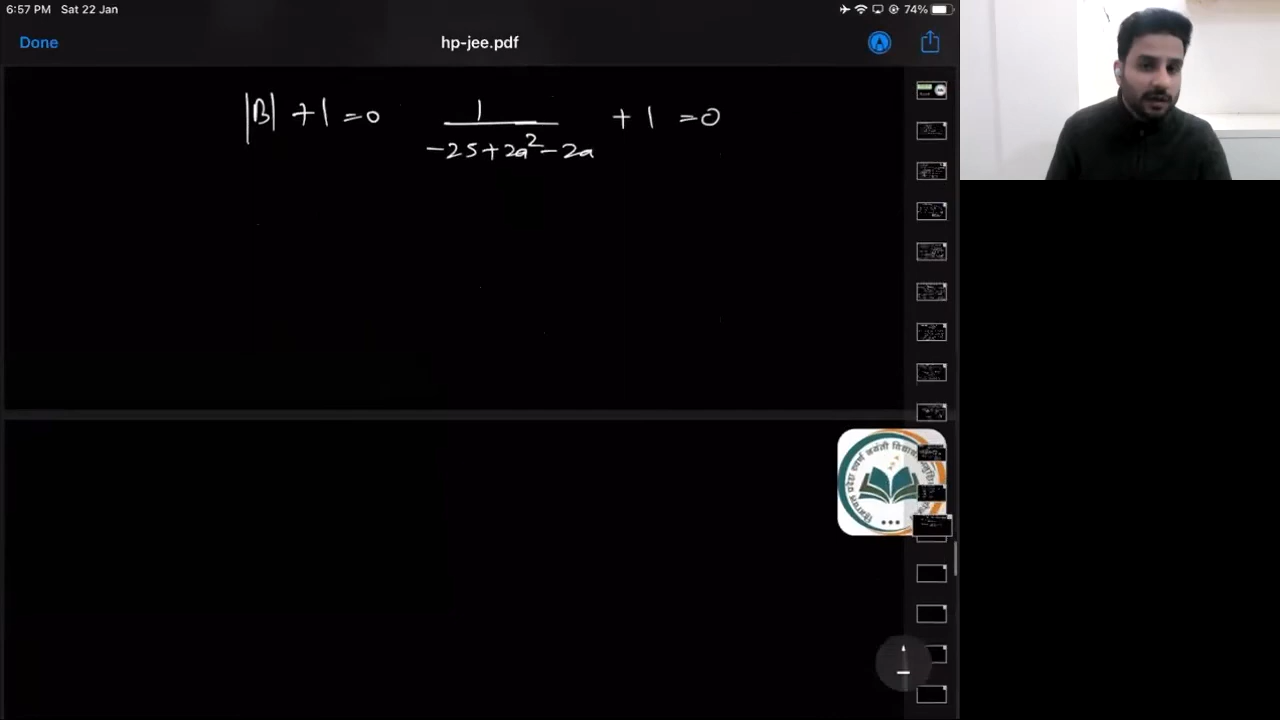 6:57 PM Sat 22 Jan
74%
Done
hp-jee.pdf
|B| + 1 = 0 1/(-25+2a²-2a) + 1 = 0